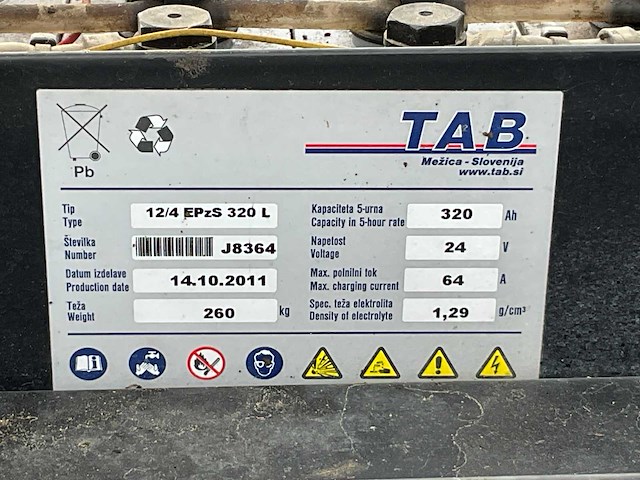 Pb
TAB
Mežica - Slovenija
www.tab.si
Tip
Type
12/4 EPzS 320 L
Kapaciteta 5-urna
Capacity in 5-hour rate
320 Ah
Številka
Number
J8364
Napetost
Voltage
24 V
Datum izdelave
Production date
14.10.2011
Max. polnilni tok
Max. charging current
64 A
Teža
Weight
260 kg
Spec. teža elektrolita
Density of electrolyte
1,29 g/cm³